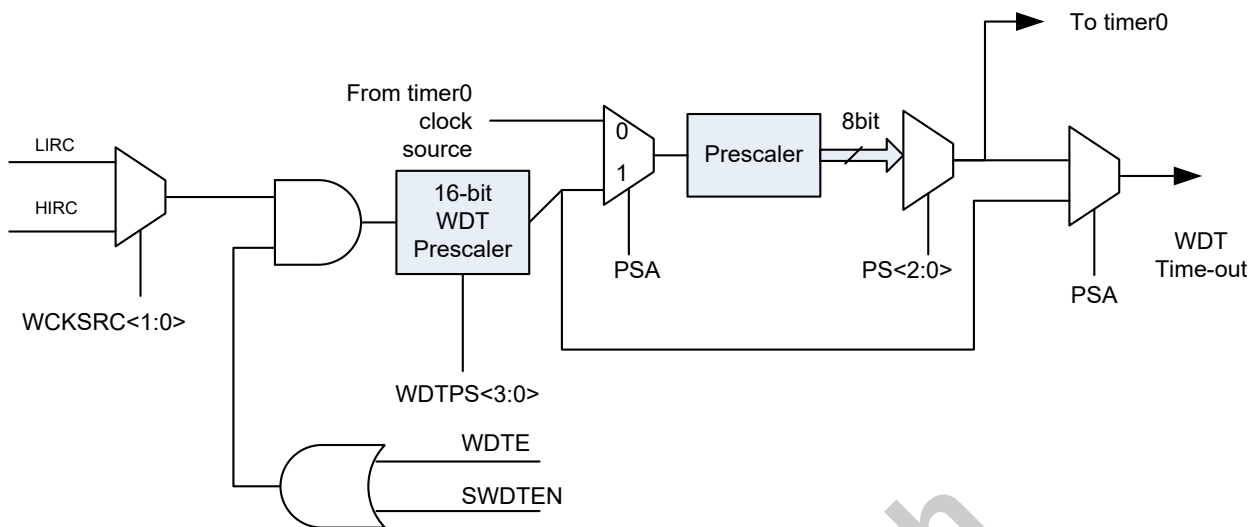 To timer0
From timer0
clock
source
0
1
8bit
Prescaler
LIRC
HIRC
16-bit
WDT
Prescaler
PSA
PS<2:0>
WDT
Time-out
PSA
WCKSRC<1:0>
WDTPS<3:0>
WDTE
SWDTEN
h